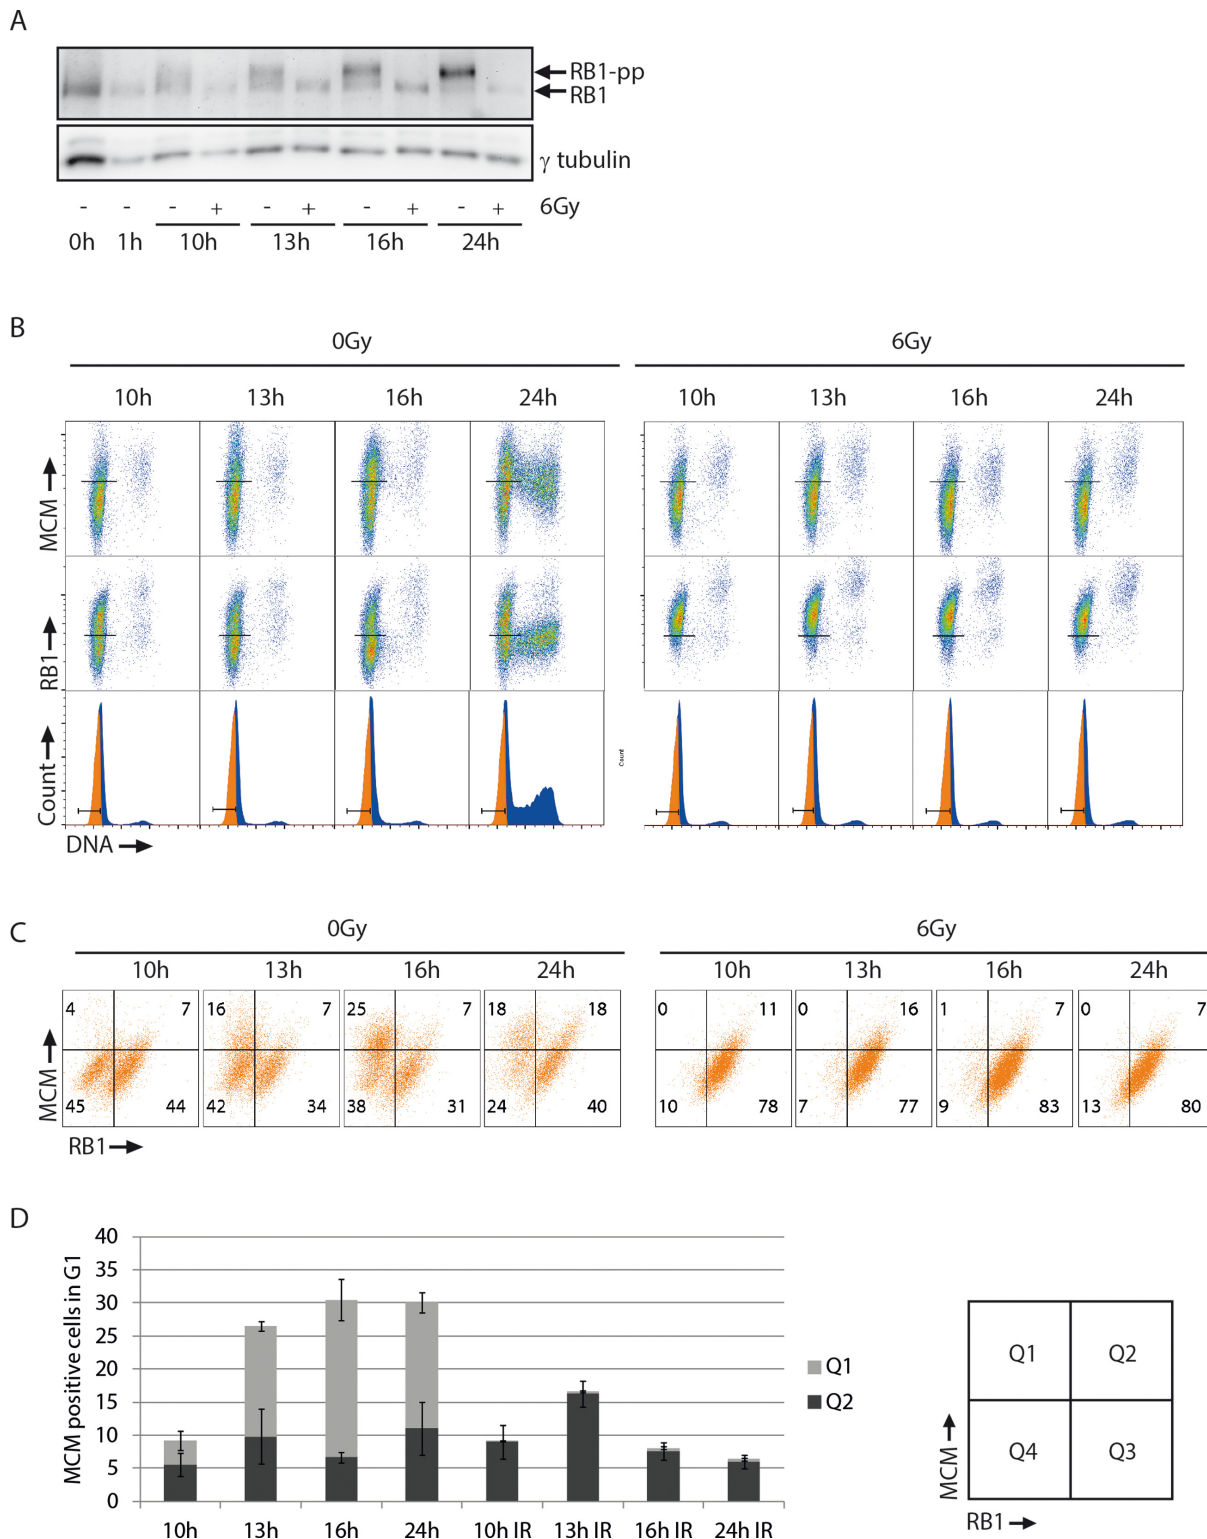 A
RB1-pp
RB1
γ tubulin
- - - + - + - + - + 6Gy
0h 1h 10h 13h 16h 24h
B
0Gy 6Gy
10h 13h 16h 24h 10h 13h 16h 24h
MCM
RB1
Count
Count
DNA
C
0Gy 6Gy
10h 13h 16h 24h 10h 13h 16h 24h
4 7 16 7 25 7 18 18 0 11 0 16 1 7 0 7
MCM
45 44 42 34 38 31 24 40 10 78 7 77 9 83 13 80
RB1
D
MCM positive cells in G1
40
35
30
25
20
15
10
5
0
10h 13h 16h 24h 10h IR 13h IR 16h IR 24h IR
Q1
Q2
Q1 Q2
Q4 Q3
MCM
RB1